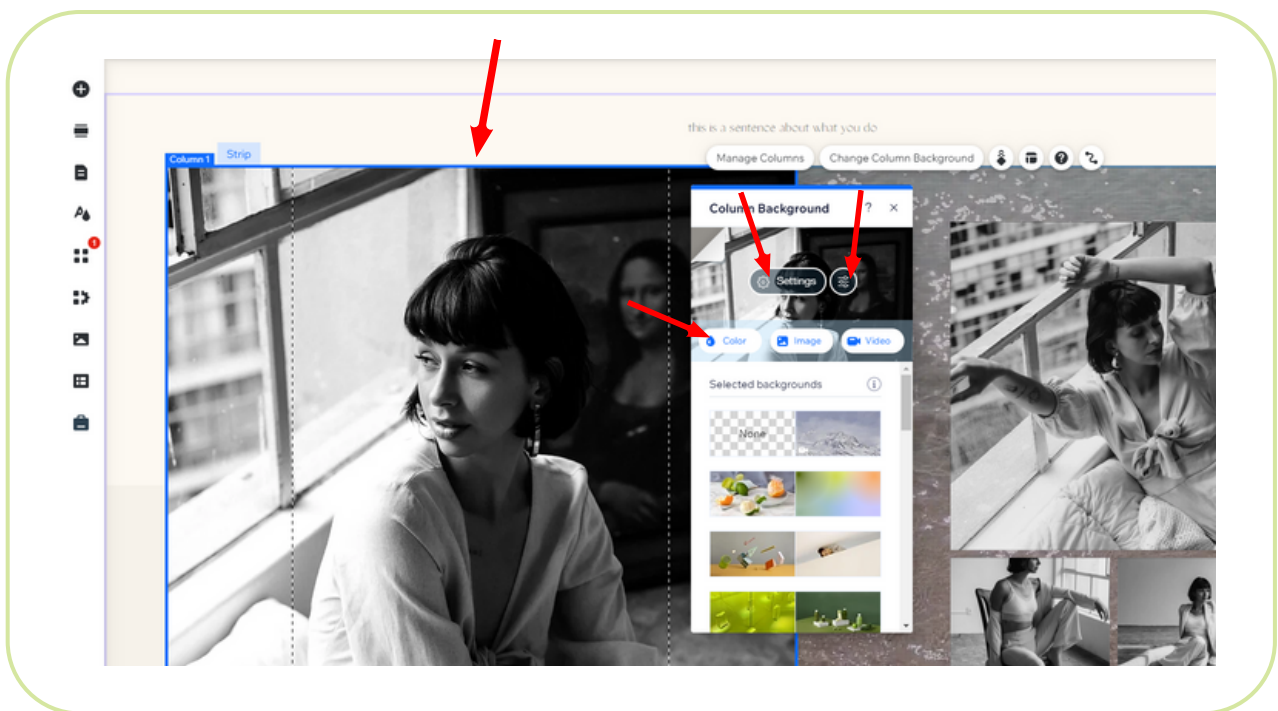 this is a sentence about what you do
Column 1
Strip
Manage Columns
Change Column Background
?
1
Column Background
?
Settings
Color
Image
Video
Selected backgrounds
i
None